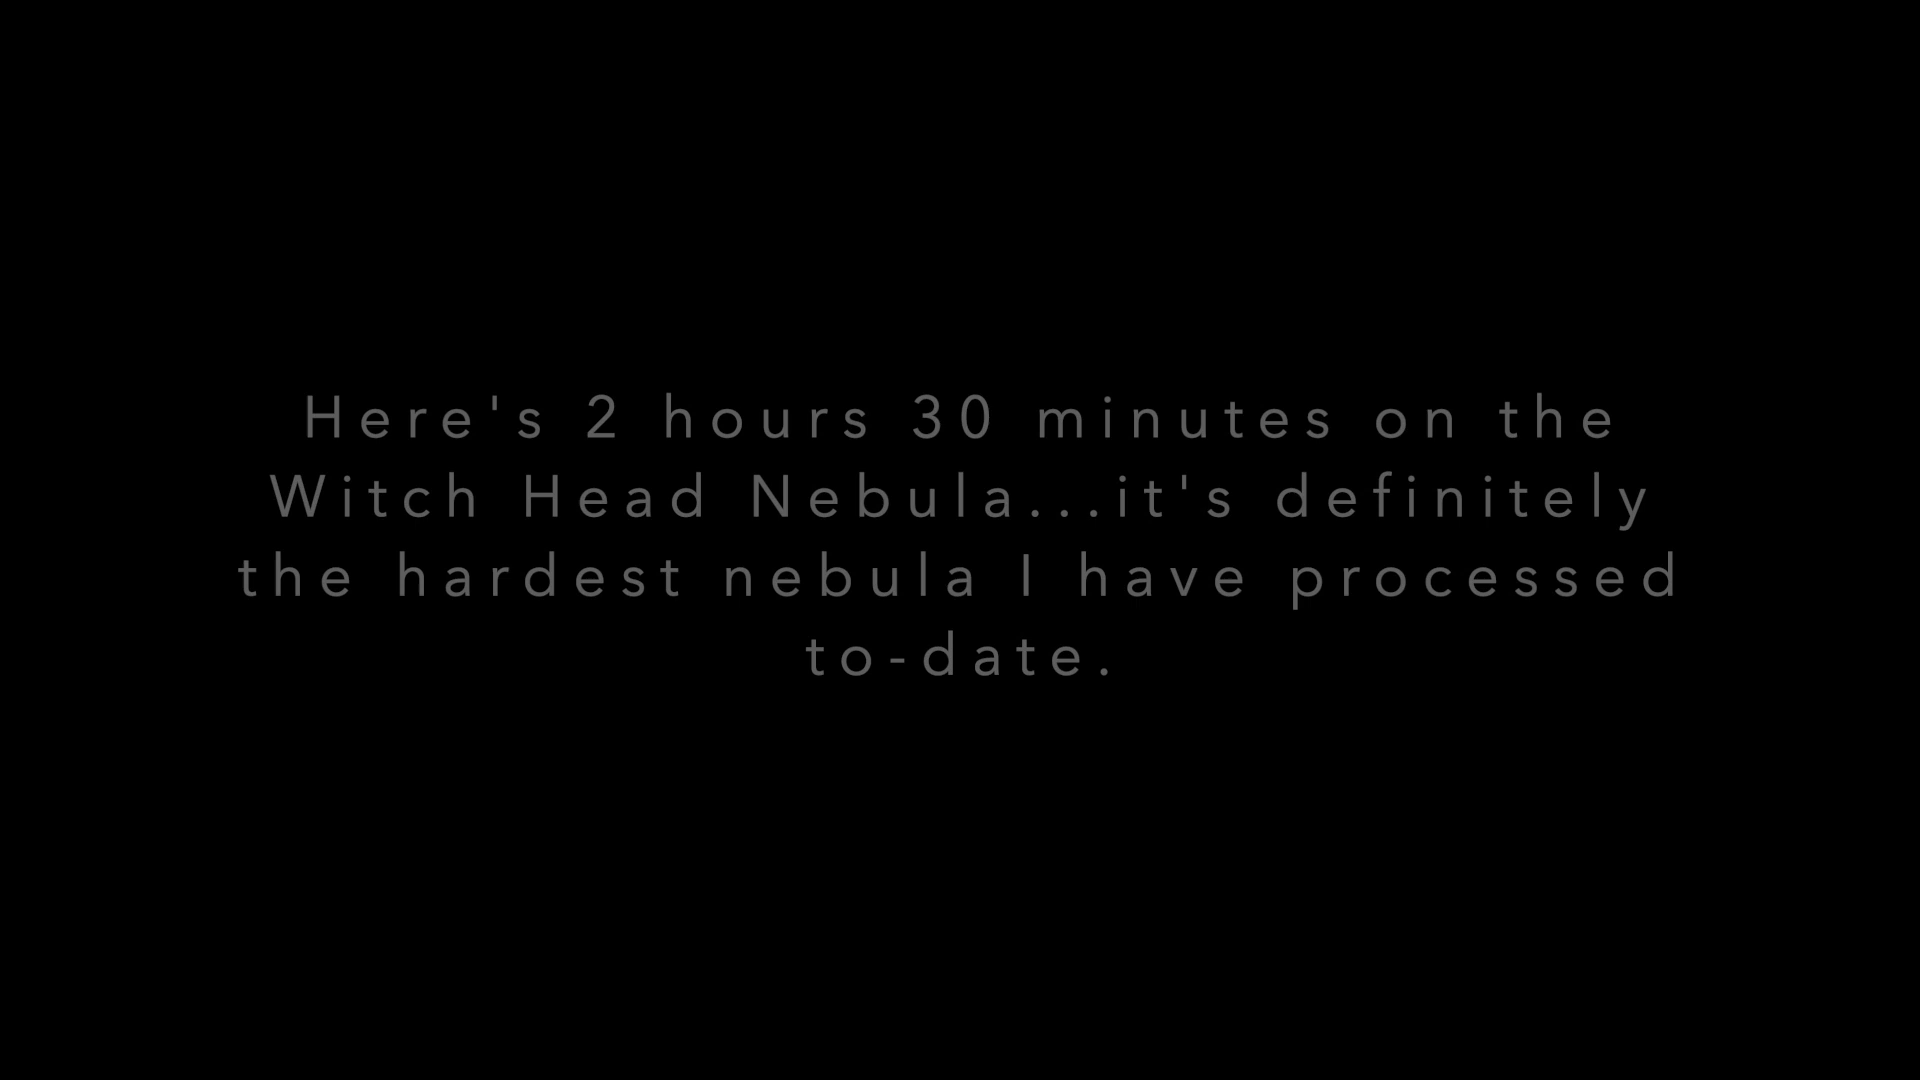 Here's 2 hours 30 minutes on the
Witch Head Nebula...it's definitely
the hardest nebula I have processed
to-date.